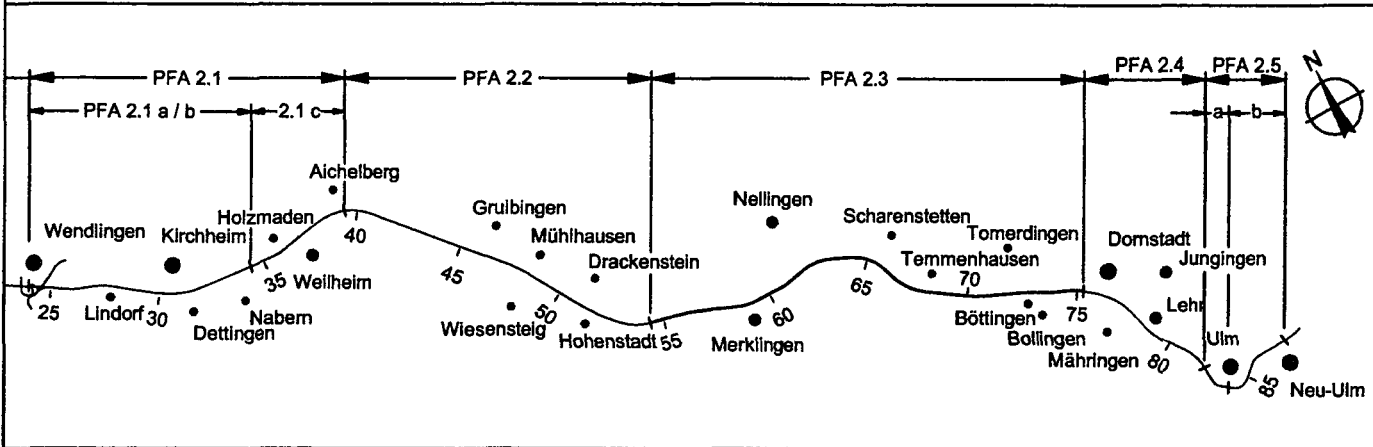 N
PFA 2.1
PFA 2.2
PFA 2.3
PFA 2.4
PFA 2.5
PFA 2.1 a / b
2.1 c
a
b
Aichelberg
Holzmaden
Wendlingen
Kirchheim
Weilheim
Lindorf
Dettingen
Nabern
Gruibingen
Mühlhausen
Drackenstein
Wiesensteig
Hohenstadt
Nellingen
Merklingen
Scharenstetten
Tomerdingen
Temmenhausen
Böttingen
Bollingen
Mähringen
Dornstadt
Jungingen
Lehr
Ulm
Neu-Ulm
25
30
35
40
45
50
55
60
65
70
75
80
85